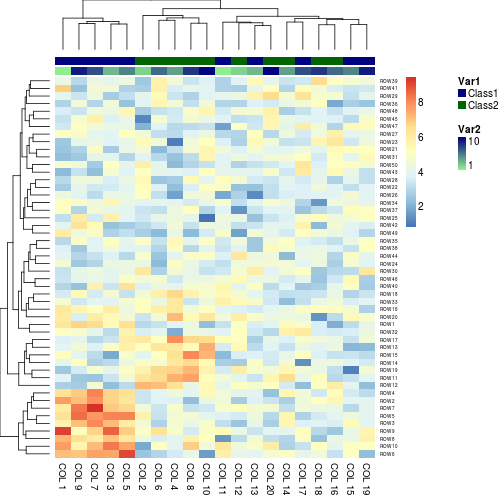 ROW39
ROW41
ROW29
ROW36
ROW48
ROW45
ROW47
ROW27
ROW23
ROW21
ROW31
ROW50
ROW43
ROW28
ROW22
ROW26
ROW34
ROW37
ROW25
ROW42
ROW49
ROW35
ROW38
ROW44
ROW24
ROW30
ROW46
ROW40
ROW18
ROW33
ROW16
ROW20
ROW1
ROW32
ROW17
ROW13
ROW15
ROW14
ROW19
ROW11
ROW12
ROW4
ROW2
ROW7
ROW5
ROW3
ROW9
ROW8
ROW10
ROW6
COL 1
COL 9
COL 7
COL 3
COL 5
COL 2
COL 6
COL 4
COL 8
COL 10
COL 11
COL 12
COL 13
COL 20
COL 14
COL 17
COL 18
COL 16
COL 15
COL 19
8
6
4
2
Var1
Class1
Class2
Var2
10
1